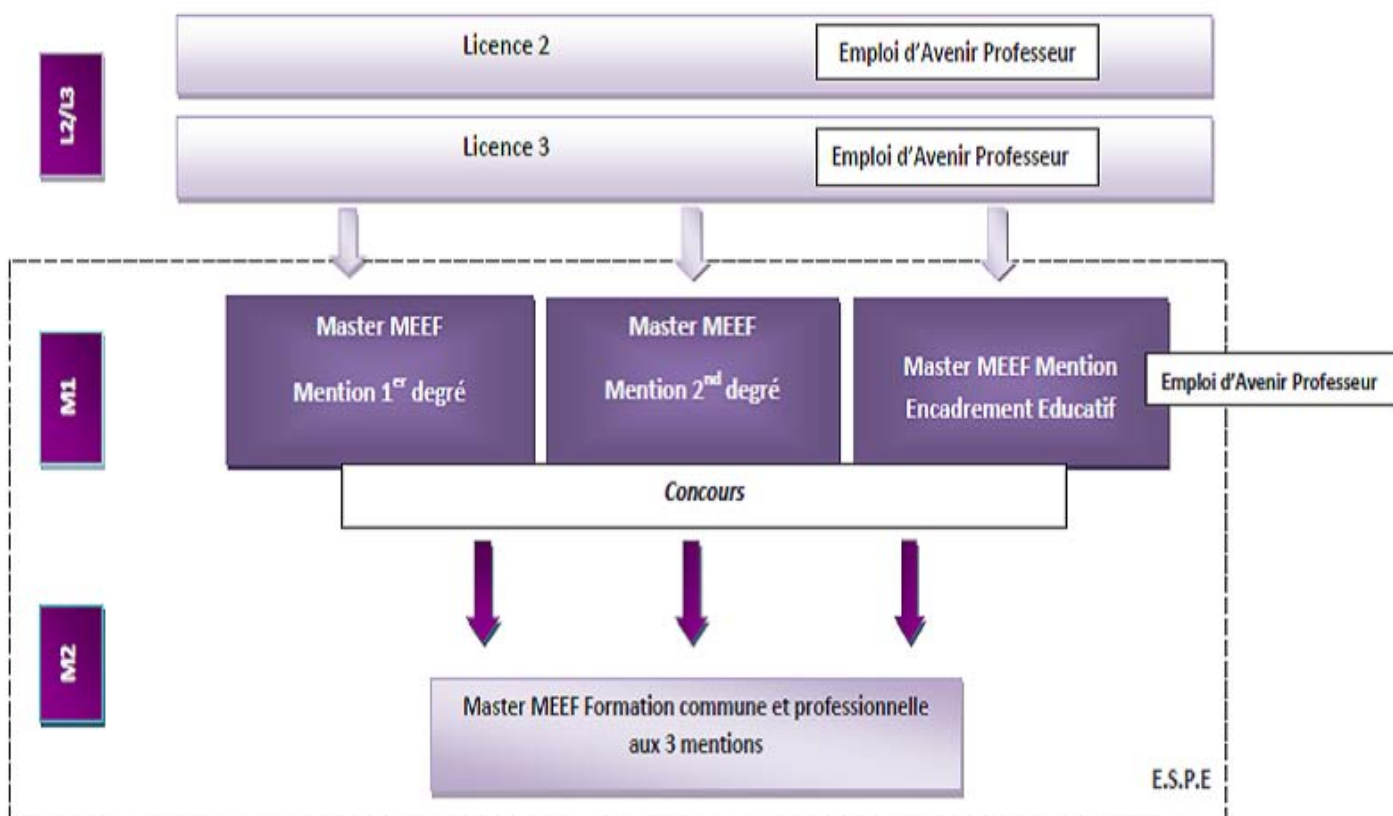 L2/L3
Licence 2
Emploi d'Avenir Professeur
Licence 3
Emploi d'Avenir Professeur
M1
Master MEEF
Mention 1er degré
Master MEEF
Mention 2nd degré
Master MEEF Mention
Encadrement Educatif
Emploi d'Avenir Professeur
Concours
M2
Master MEEF Formation commune et professionnelle
aux 3 mentions
E.S.P.E